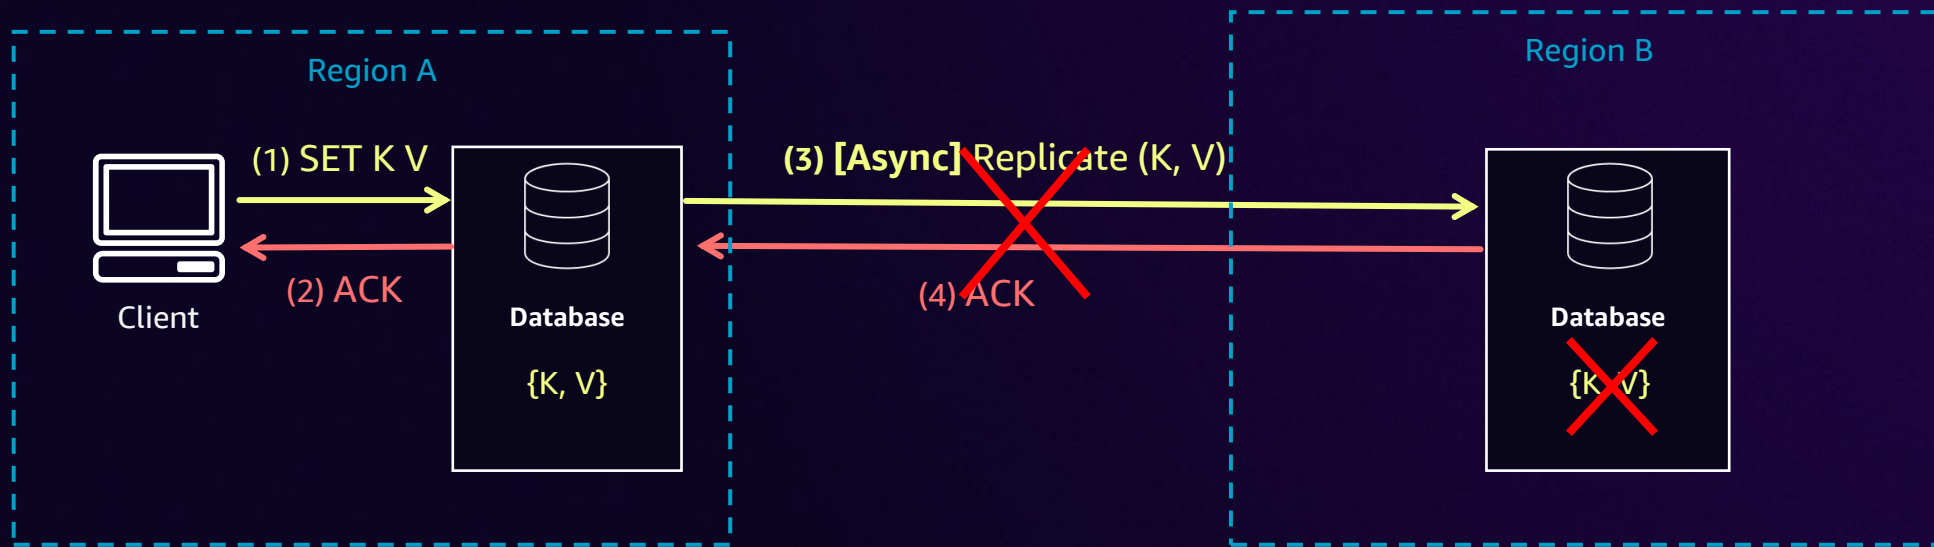 Region A
Region B
(1) SET K V
(3) [Async] Replicate (K, V)
(2) ACK
(4) ACK
Client
Database
Database
{K, V}
{K, V}